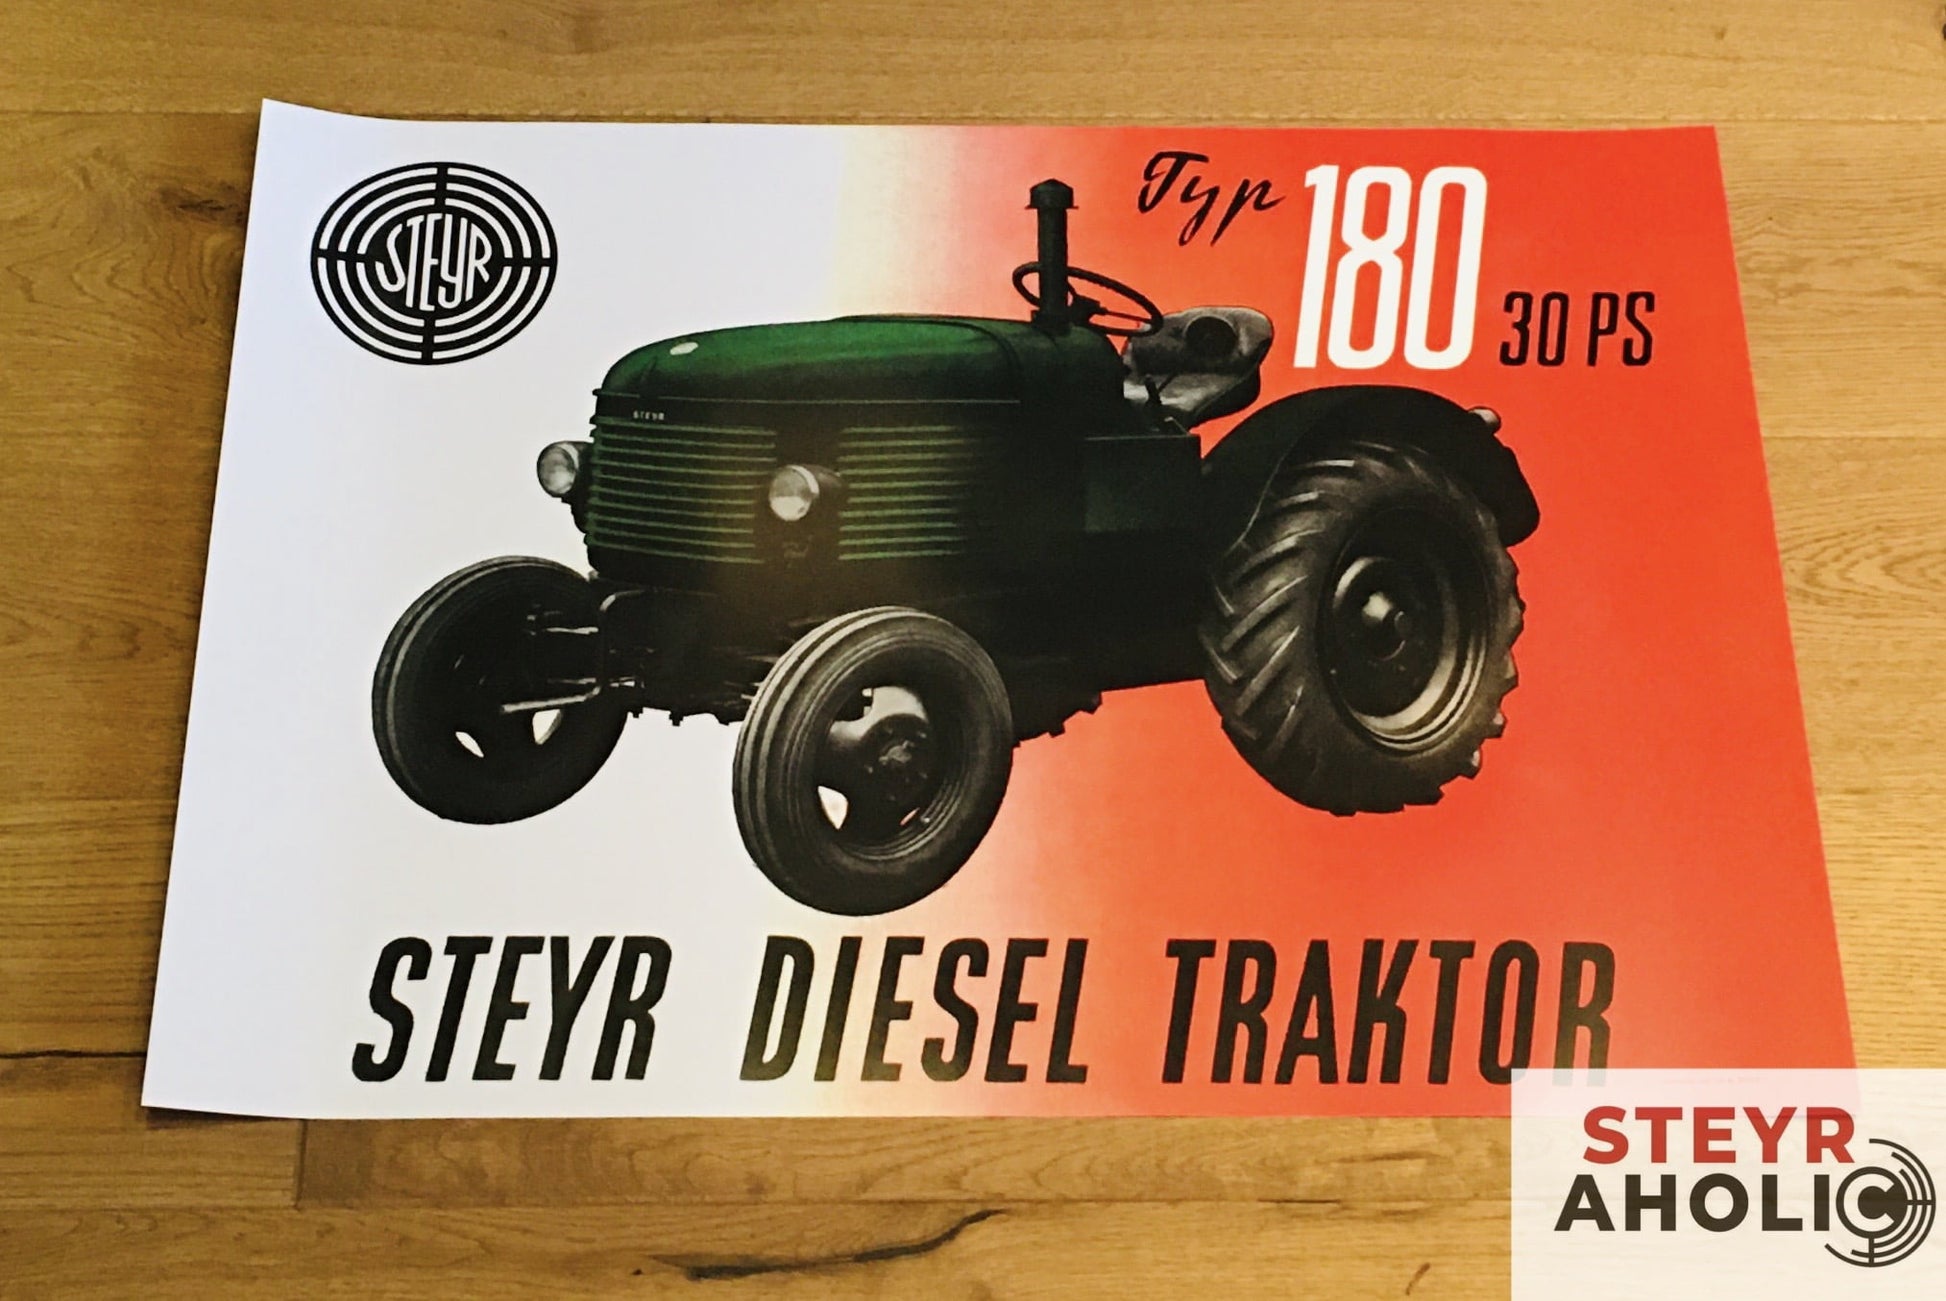 STEYR
Typ 180 30 PS
STEYR
STEYR DIESEL TRAKTOR
STEYR
AHOLIC